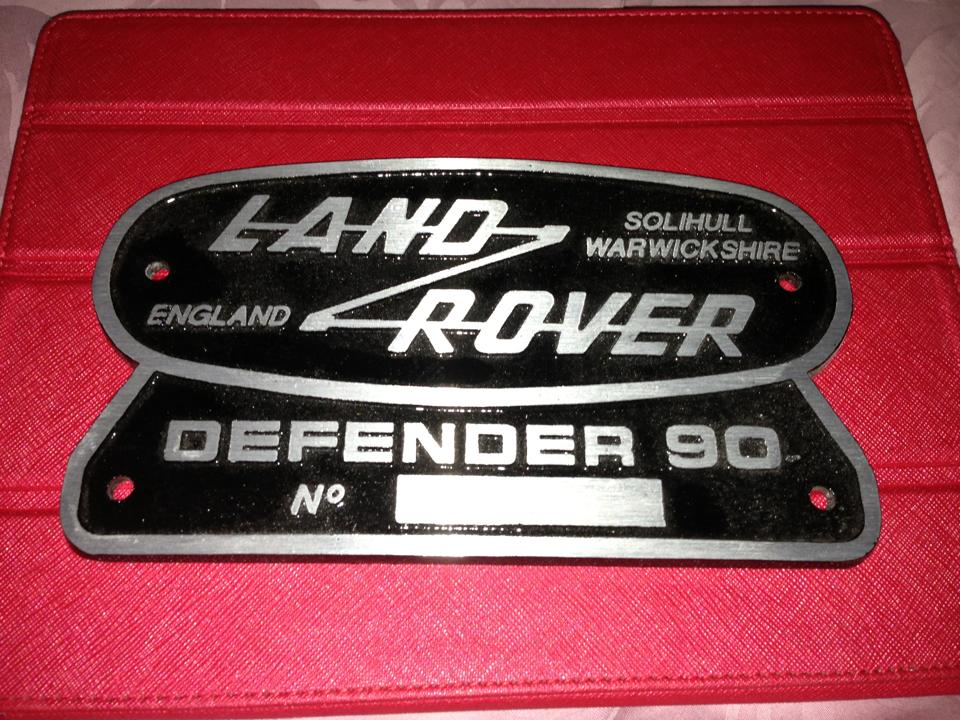 LAND
SOLIHULL
WARWICKSHIRE
ENGLAND
ROVER
DEFENDER 90
Nº